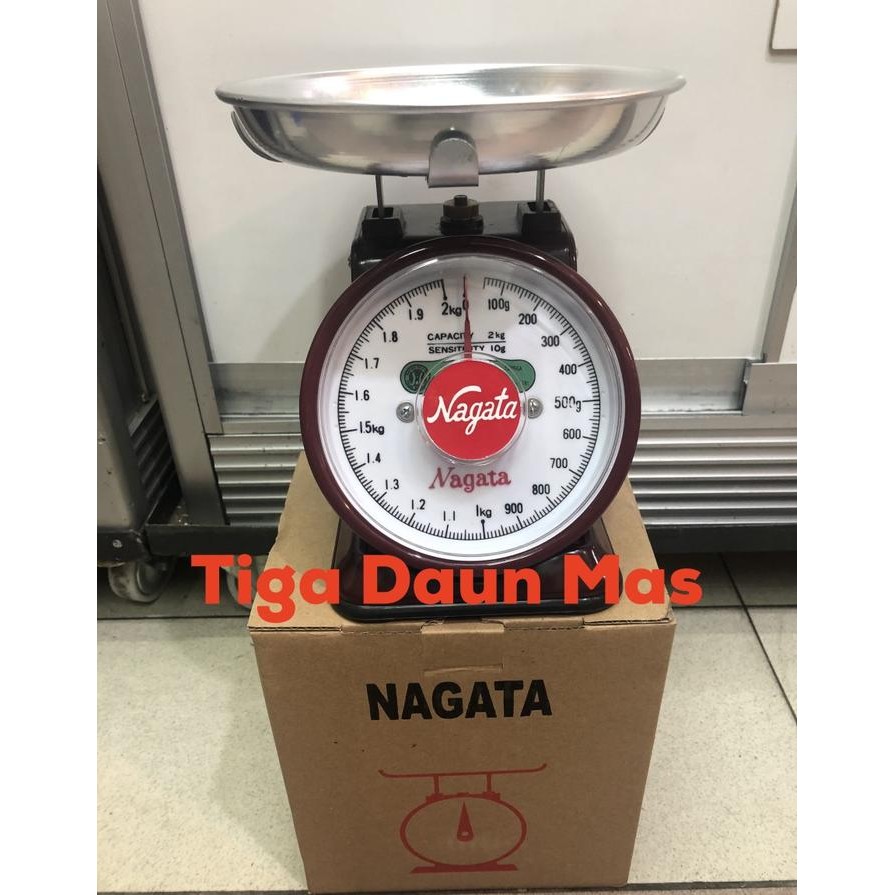 2kg 0
100g
200
300
400
500g
600
700
800
900
1kg
1.1
1.2
1.3
1.4
1.5kg
1.6
1.7
1.8
1.9
CAPACITY 2kg
SENSITIVITY 10g
Nagata
Nagata
Tiga Daun Mas
NAGATA